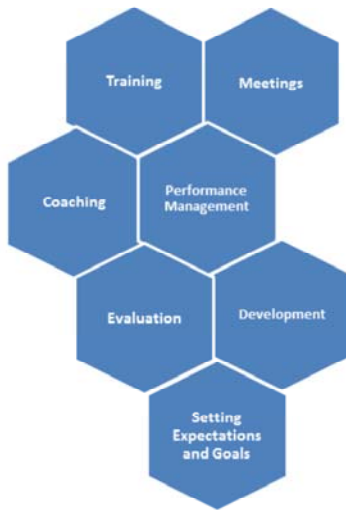 Training
Meetings
Coaching
Performance
Management
Evaluation
Development
Setting
Expectations
and Goals